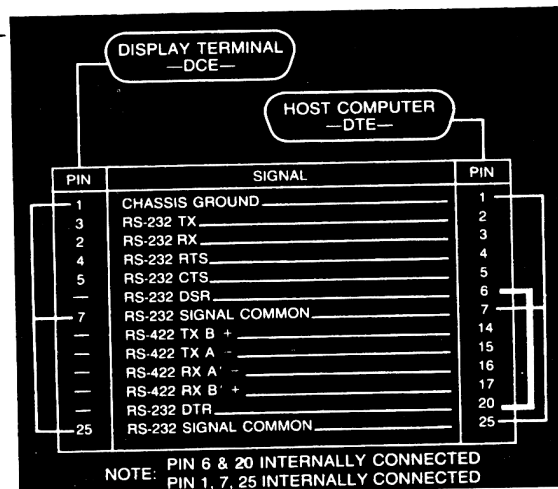 DISPLAY TERMINAL
—DCE—
HOST COMPUTER
—DTE—
PIN SIGNAL PIN
1 CHASSIS GROUND 1
3 RS-232 TX 2
2 RS-232 RX 3
4 RS-232 RTS 4
5 RS-232 CTS 5
— RS-232 DSR 6
7 RS-232 SIGNAL COMMON 7
— RS-422 TX B + 14
— RS-422 TX A - 15
— RS-422 RX A' - 16
— RS-422 RX B' + 17
— RS-232 DTR 20
25 RS-232 SIGNAL COMMON 25
NOTE: PIN 6 & 20 INTERNALLY CONNECTED
PIN 1, 7, 25 INTERNALLY CONNECTED